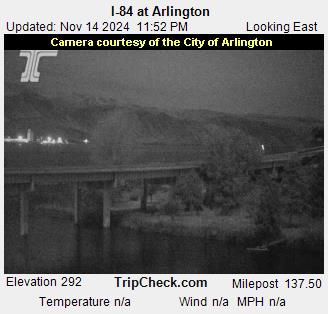 I-84 at Arlington
Updated: Nov 14 2024 11:52 PM Looking East
Camera courtesy of the City of Arlington
Elevation 292 TripCheck.com Milepost 137.50
Temperature n/a Wind n/a MPH n/a